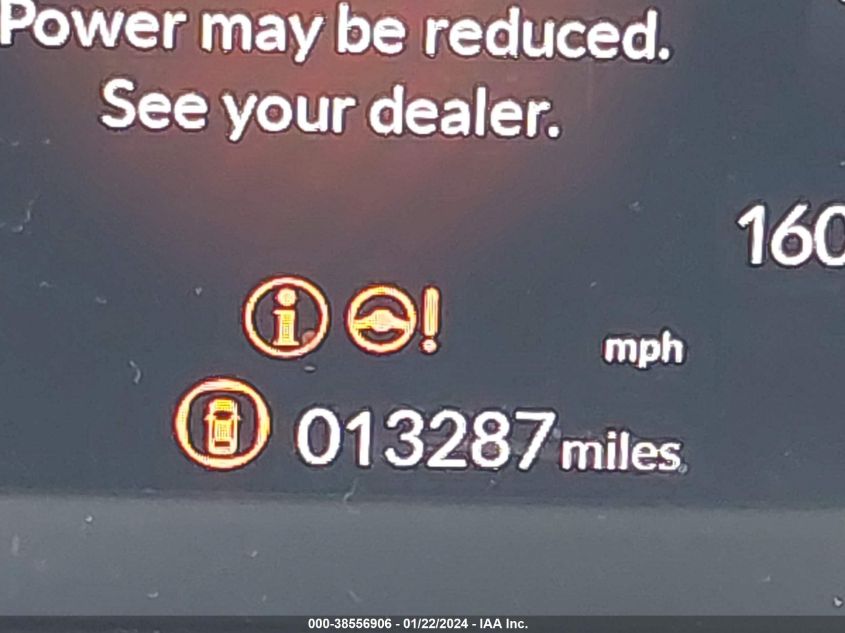 Power may be reduced.
See your dealer.
160
mph
013287 miles
000-38556906 - 01/22/2024 - IAA Inc.